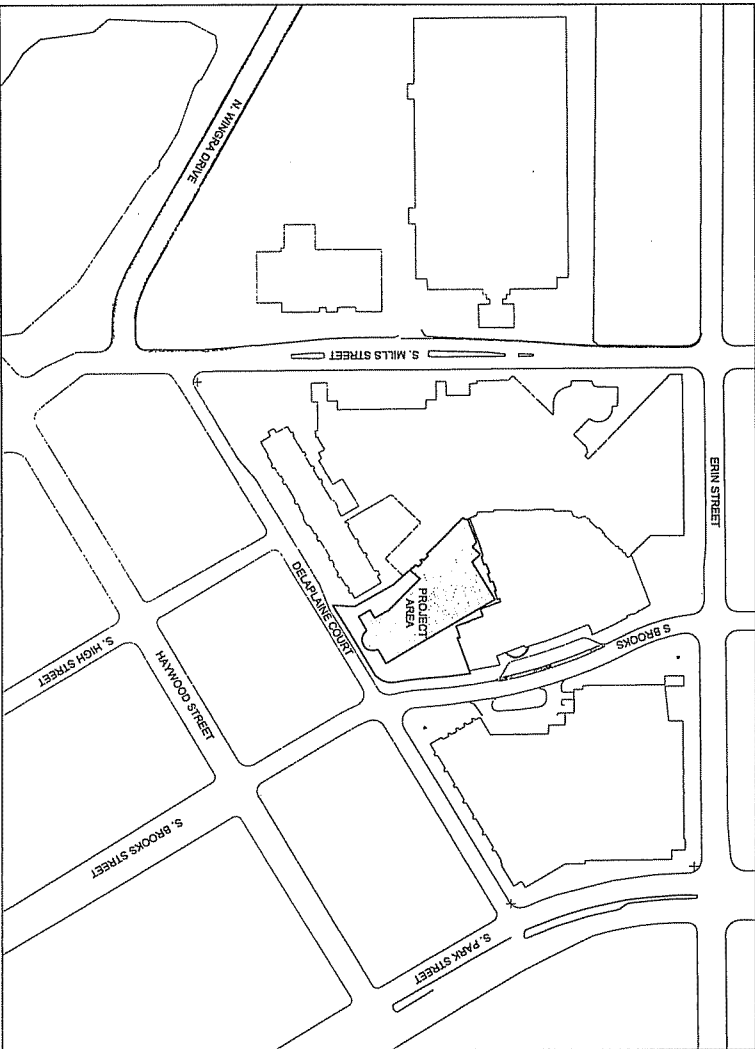 N. WINGRA DRIVE
S. MILLS STREET
ERIN STREET
PROJECT
AREA
S BROOKS
DELAPLAINE COURT
S. HIGH STREET
HAYWOOD STREET
S. BROOKS STREET
S. PARK STREET